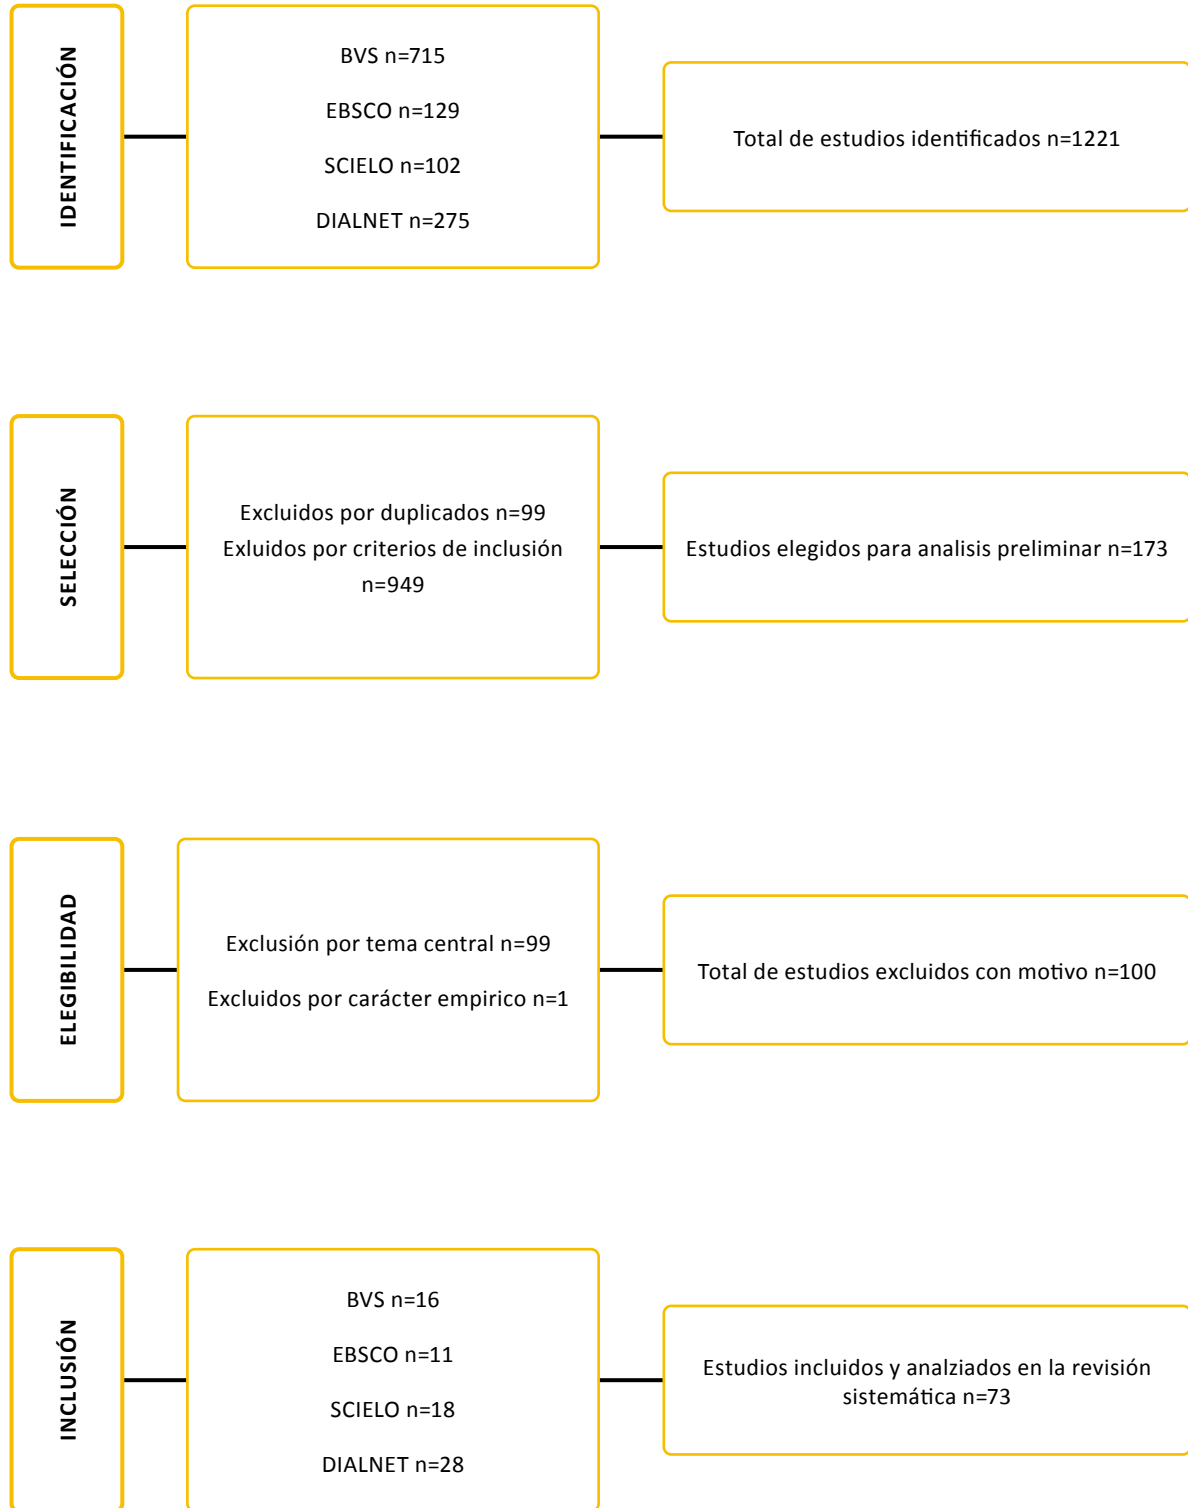 IDENTIFICACIÓN
BVS n=715
EBSCO n=129
SCIELO n=102
DIALNET n=275
Total de estudios identificados n=1221
SELECCIÓN
Excluidos por duplicados n=99
Exluidos por criterios de inclusión
n=949
Estudios elegidos para analisis preliminar n=173
ELEGIBILIDAD
Exclusión por tema central n=99
Excluidos por carácter empirico n=1
Total de estudios excluidos con motivo n=100
INCLUSIÓN
BVS n=16
EBSCO n=11
SCIELO n=18
DIALNET n=28
Estudios incluidos y analziados en la revisión
sistemática n=73